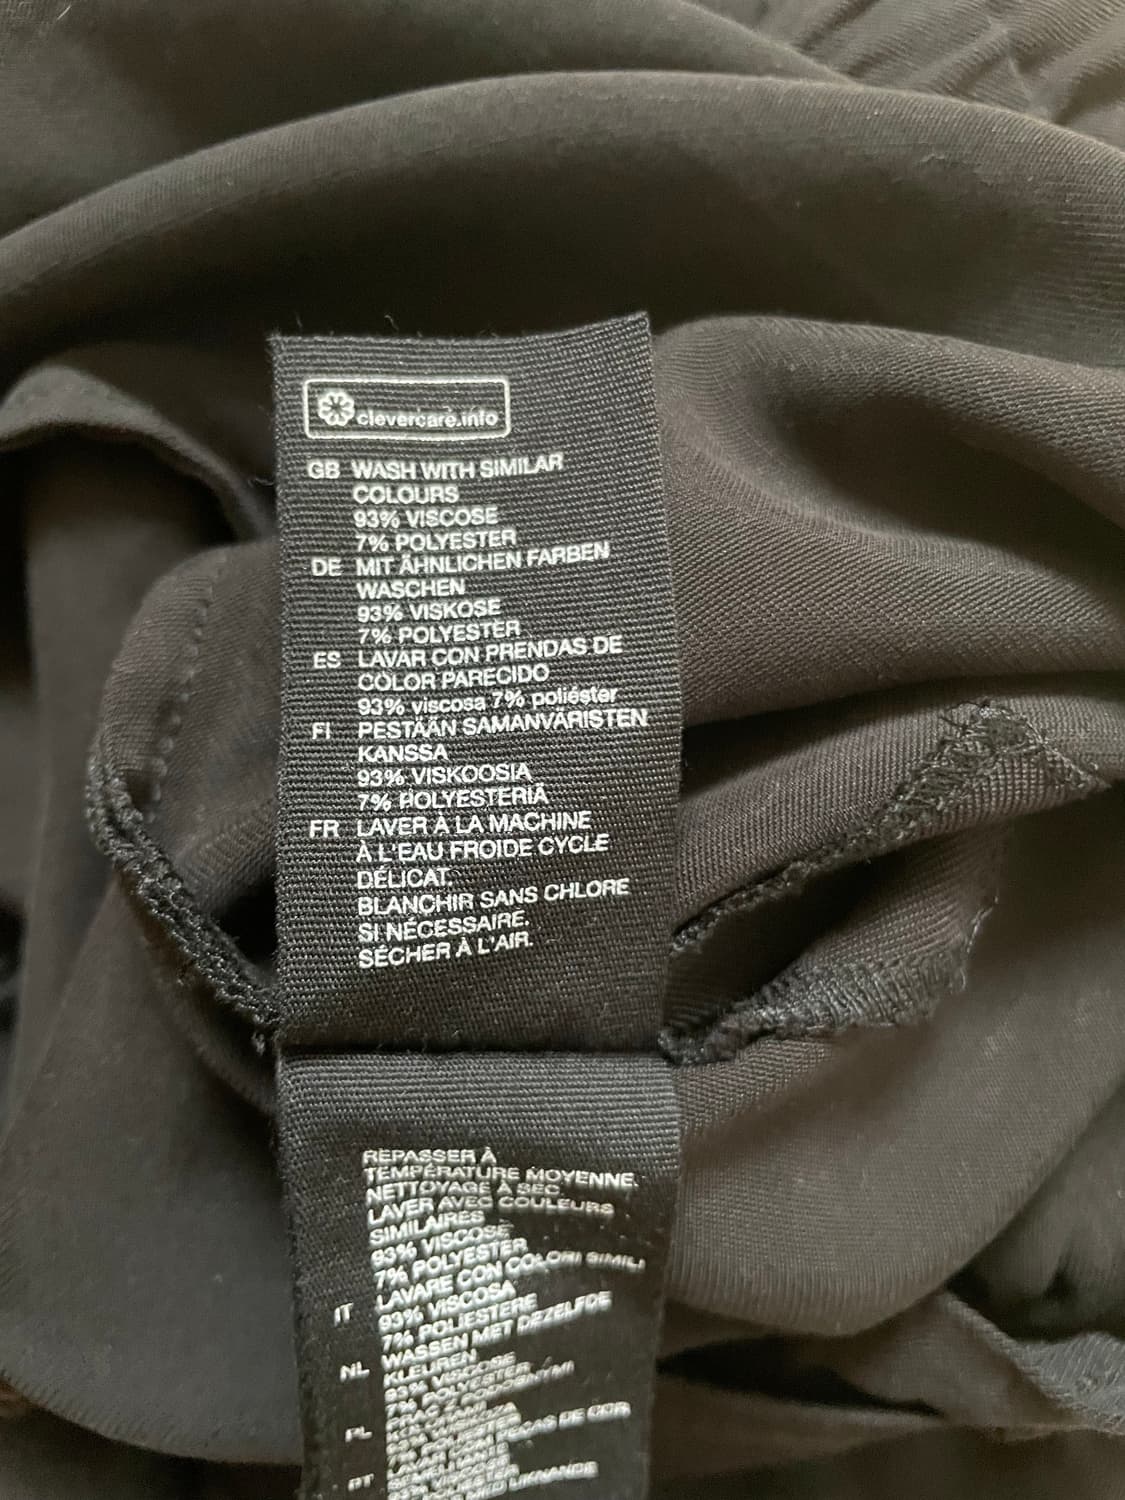 clevercare.info
GB WASH WITH SIMILAR
COLOURS
93% VISCOSE
7% POLYESTER
DE MIT ÄHNLICHEN FARBEN
WASCHEN
93% VISKOSE
7% POLYESTER
ES LAVAR CON PRENDAS DE
COLOR PARECIDO
93% viscosa 7% poliéster
FI PESTÄÄN SAMANVÄRISTEN
KANSSA
93% VISKOOSIA
7% POLYESTERIÄ
FR LAVER À LA MACHINE
À L'EAU FROIDE CYCLE
DÉLICAT.
BLANCHIR SANS CHLORE
SI NÉCESSAIRE.
SÉCHER À L'AIR.
REPASSER À
TEMPÉRATURE MOYENNE.
NETTOYAGE À SEC
LAVER AVEC COULEURS
SIMILAIRES
93% VISCOSE
7% POLYESTER
IT LAVARE CON COLORI SIMILI
93% VISCOSA
7% POLIESTERE
NL WASSEN MET DEZELFDE
KLEUREN
93% VISCOSE
7% POLYESTER
PL
PT